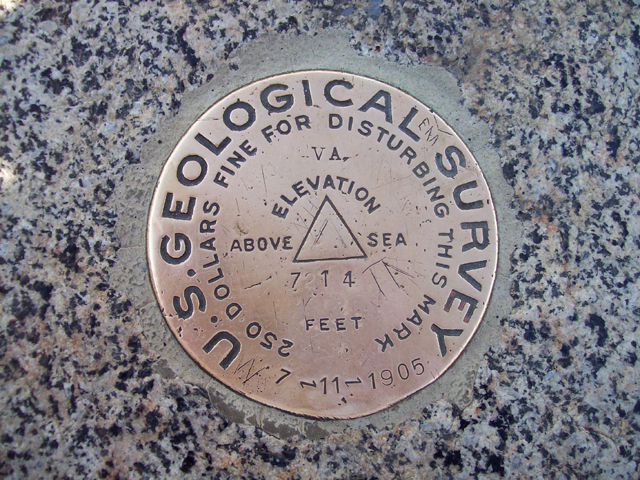 U.S. GEOLOGICAL SURVEY
250 DOLLARS FINE FOR DISTURBING THIS MARK
VA.
ELEVATION
ABOVE SEA
714
FEET
7-11-1905